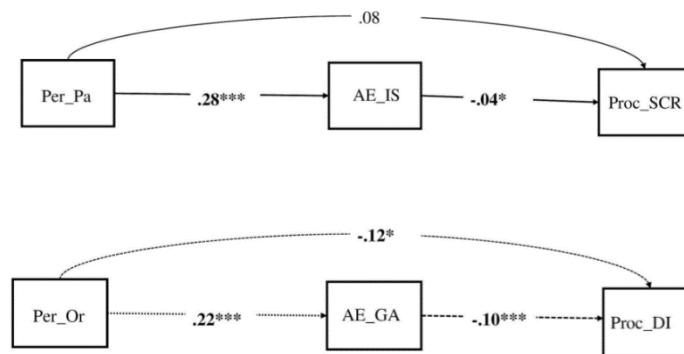 .08
Per_Pa
.28***
AE_IS
-.04*
Proc_SCR
-.12*
Per_Or
.22***
AE_GA
-.10***
Proc_DI